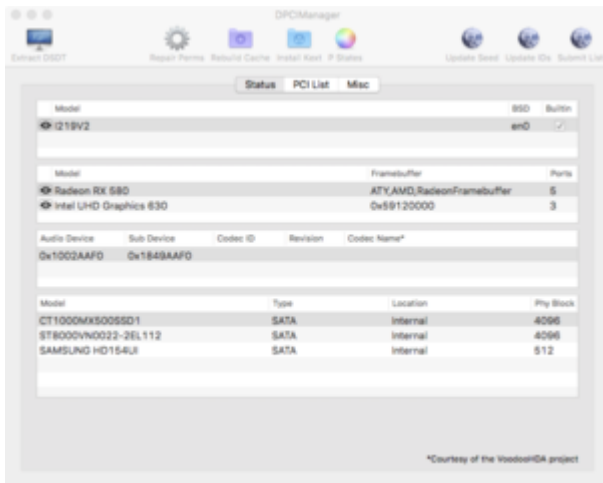 DPCIManager
Extract DSDT Repair Perms Rebuild Cache Install Kext P States Update Seed Update IDs Submit List
Status PCI List Misc
Model BSD Builtin
I219V2 en0
Model Framebuffer Ports
Radeon RX 580 ATY,AMD,RadeonFramebuffer 5
Intel UHD Graphics 630 0x59120000 3
Audio Device Sub Device Codec ID Revision Codec Name*
0x1002AAF0 0x1849AAF0
Model Type Location Phy Block
CT1000MX500SSD1 SATA Internal 4096
ST8000VN0022-2EL112 SATA Internal 4096
SAMSUNG HD154UI SATA Internal 512
*Courtesy of the VoodooHDA project